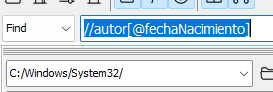 Find //autor[@fechaNacimiento]
C:/Windows/System32/